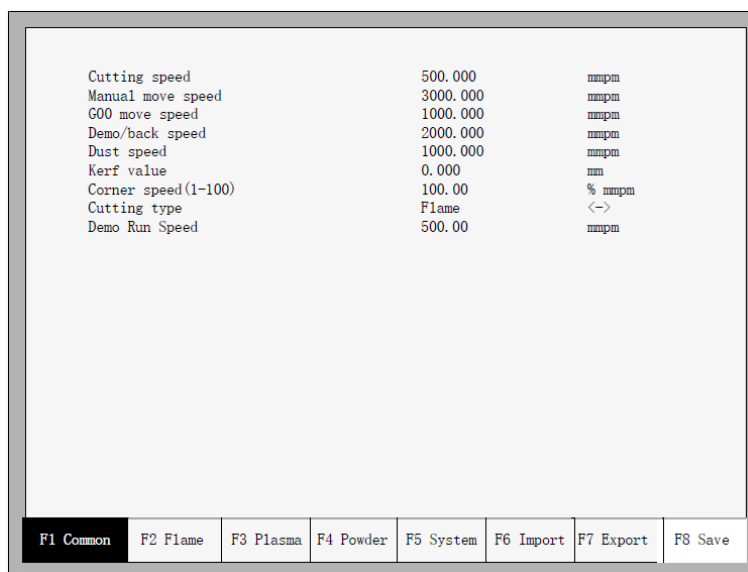 Cutting speed 500.000 mmpm
Manual move speed 3000.000 mmpm
G00 move speed 1000.000 mmpm
Demo/back speed 2000.000 mmpm
Dust speed 1000.000 mmpm
Kerf value 0.000 mm
Corner speed(1-100) 100.00 % mmpm
Cutting type Flame <->
Demo Run Speed 500.00 mmpm
F1 Common F2 Flame F3 Plasma F4 Powder F5 System F6 Import F7 Export F8 Save